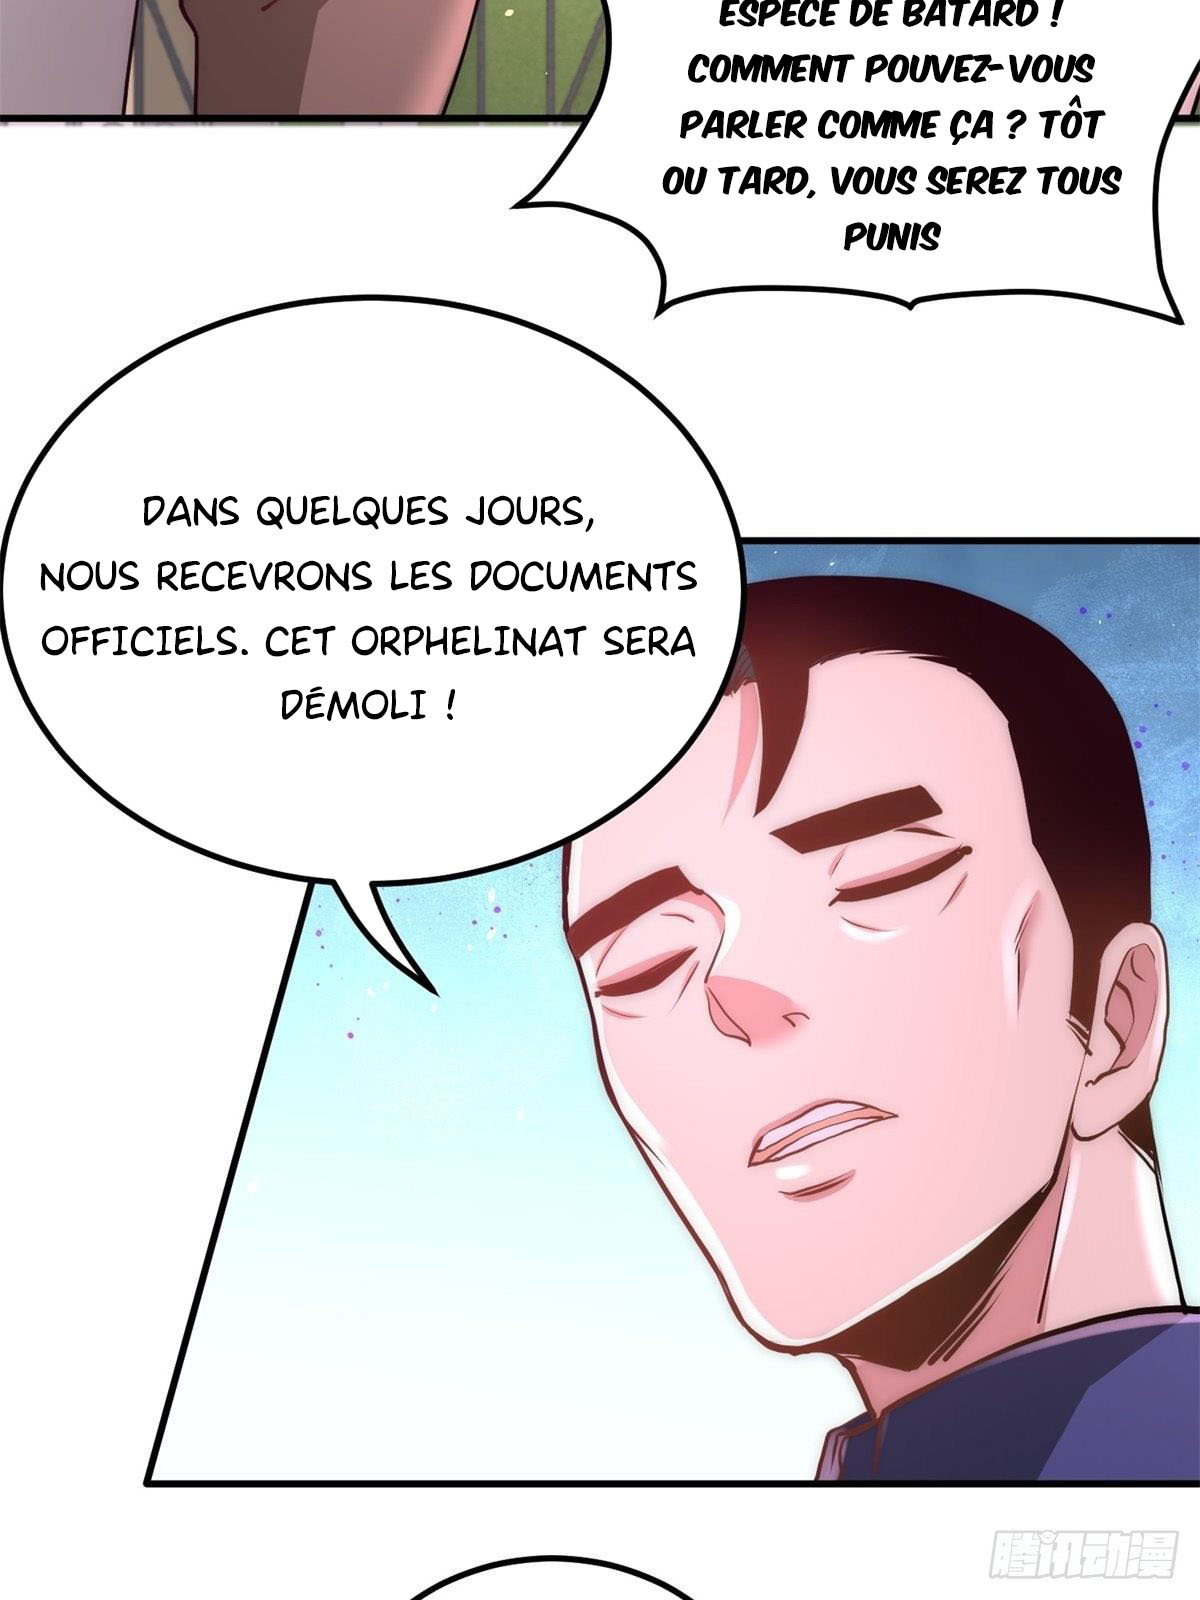 ESPÈCE DE BÂTARD !
COMMENT POUVEZ-VOUS
PARLER COMME ÇA ? TÔT
OU TARD, VOUS SEREZ TOUS
PUNIS
DANS QUELQUES JOURS,
NOUS RECEVRONS LES DOCUMENTS
OFFICIELS. CET ORPHELINAT SERA
DÉMOLI !
腾讯动漫